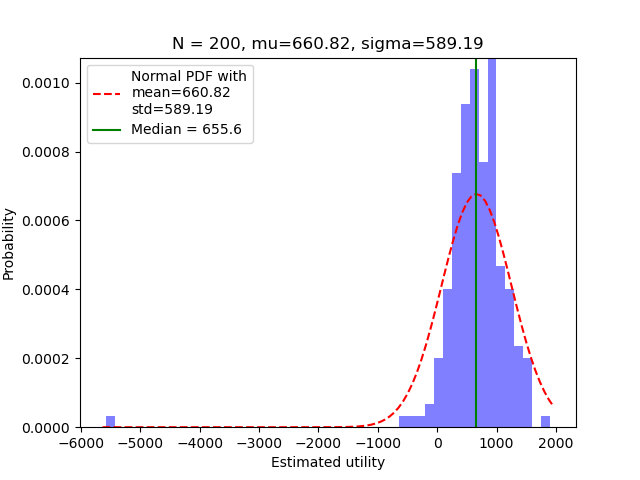 N = 200, mu=660.82, sigma=589.19
Normal PDF with
mean=660.82
std=589.19
Median = 655.6
0.0010
0.0008
0.0006
0.0004
0.0002
0.0000
Probability
−6000 −5000 −4000 −3000 −2000 −1000 0 1000 2000
Estimated utility